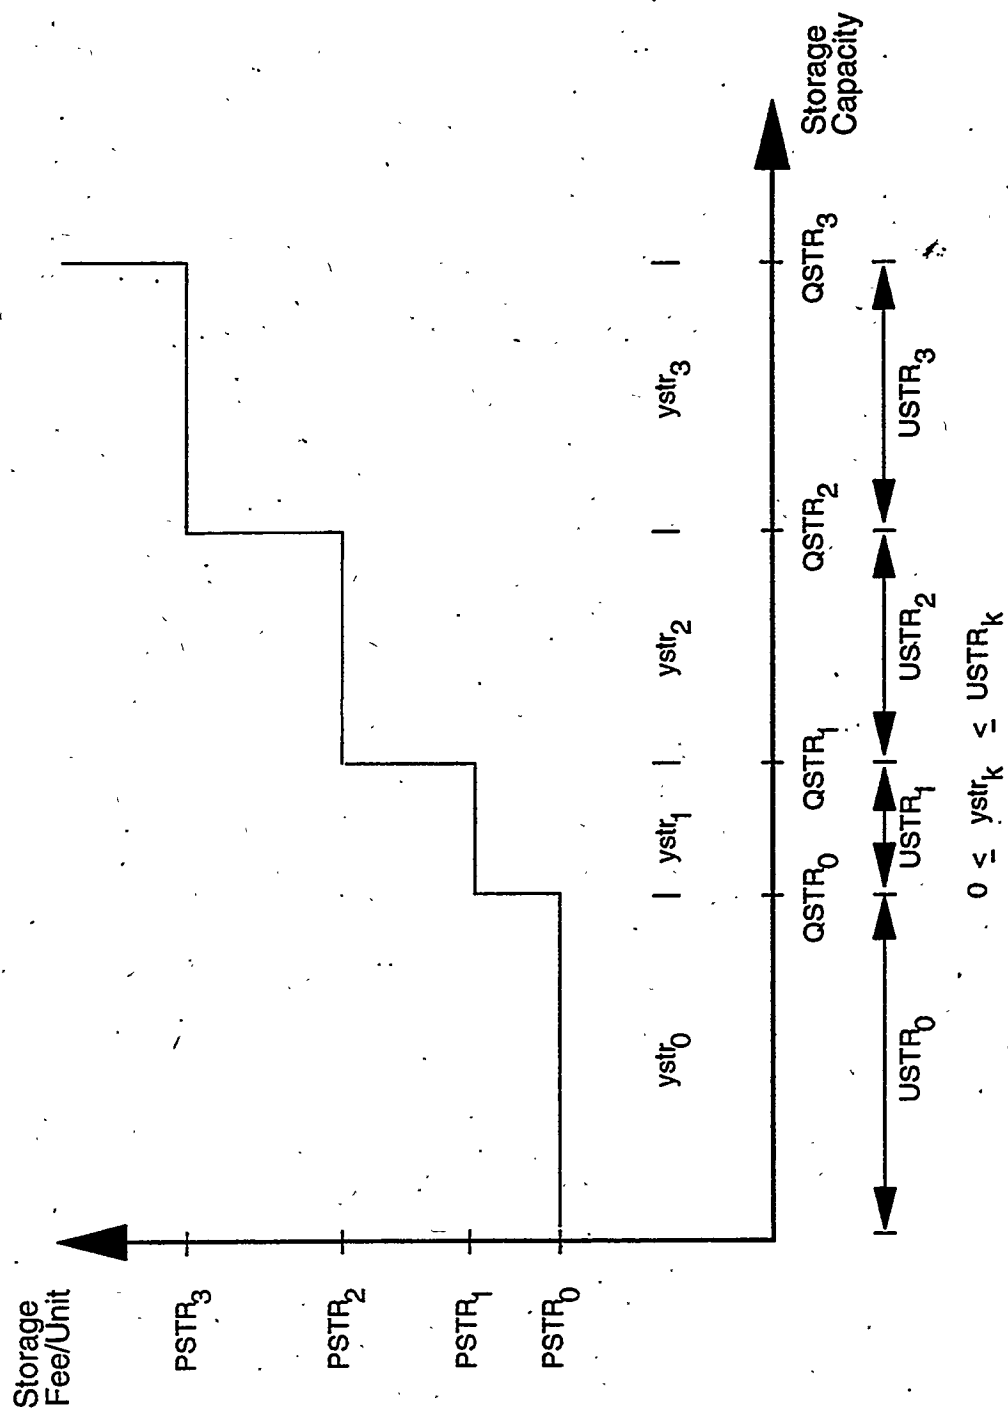 Storage
Fee/Unit
PSTR3
PSTR2
PSTR1
PSTR0
ystr0
ystr1
ystr2
ystr3
QSTR0
QSTR1
QSTR2
QSTR3
Storage
Capacity
USTR0
USTR1
USTR2
USTR3
0 ≤ ystrk ≤ USTRk